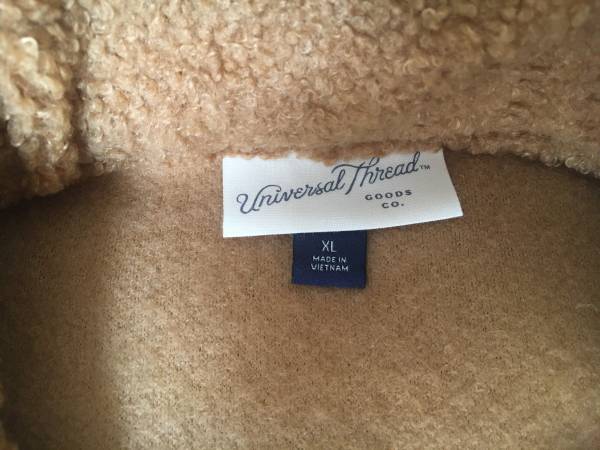 Universal Thread™
GOODS
CO.
XL
MADE IN
VIETNAM